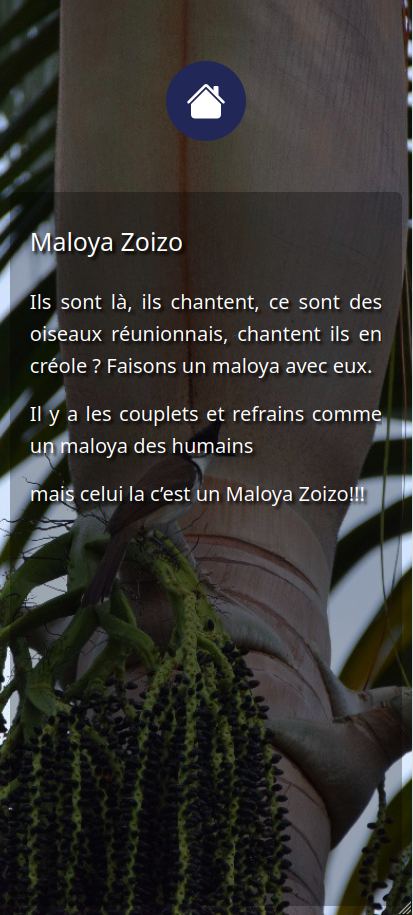 Maloya Zoizo
Ils sont là, ils chantent, ce sont des
oiseaux réunionnais, chantent ils en
créole ? Faisons un maloya avec eux.
Il y a les couplets et refrains comme
un maloya des humains
mais celui la c’est un Maloya Zoizo!!!